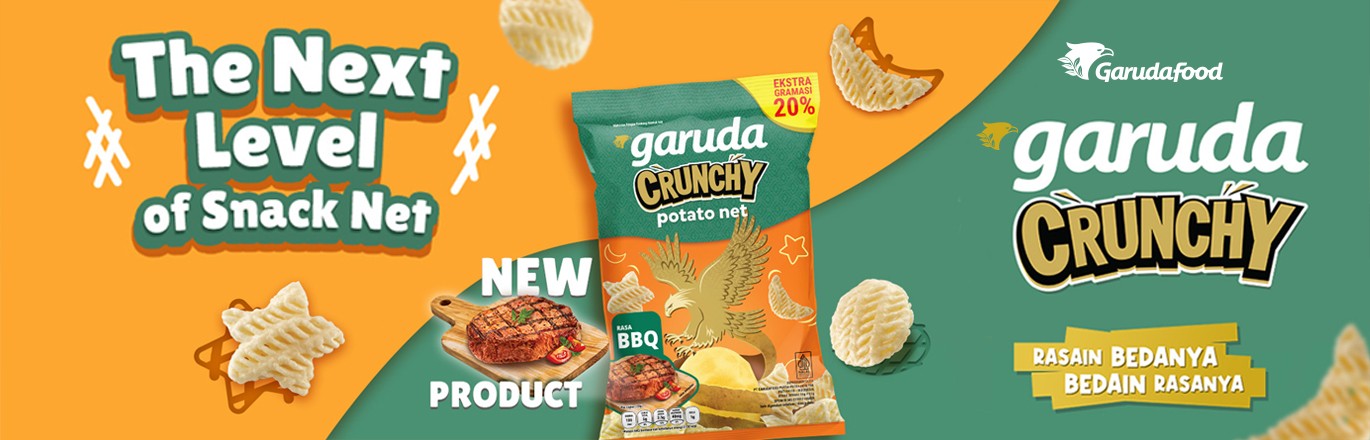 The Next
Level
of Snack Net
NEW
PRODUCT
EKSTRA
GRAMASI
20%
garuda
CRUNCHY
potato net
RASA
BBQ
Garudafood
garuda
CRUNCHY
RASAIN BEDANYA
BEDAIN RASANYA